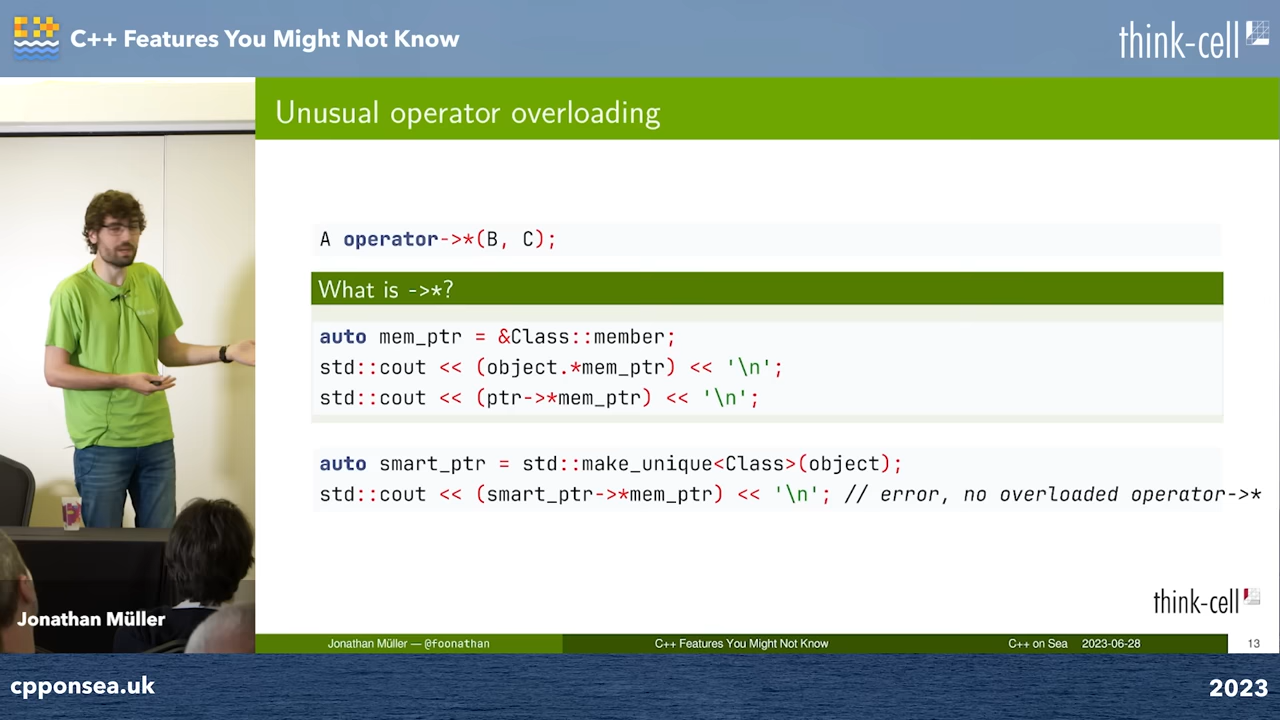 C++ Features You Might Not Know
think-cell
Unusual operator overloading
A operator->*(B, C);
What is ->*?
auto mem_ptr = &Class::member;
std::cout << (object.*mem_ptr) << '\n';
std::cout << (ptr->*mem_ptr) << '\n';
auto smart_ptr = std::make_unique<Class>(object);
std::cout << (smart_ptr->*mem_ptr) << '\n'; // error, no overloaded operator->*
think-cell
Jonathan Müller
Jonathan Müller — @foonathan C++ Features You Might Not Know C++ on Sea 2023-06-28 13
cpponsea.uk
2023